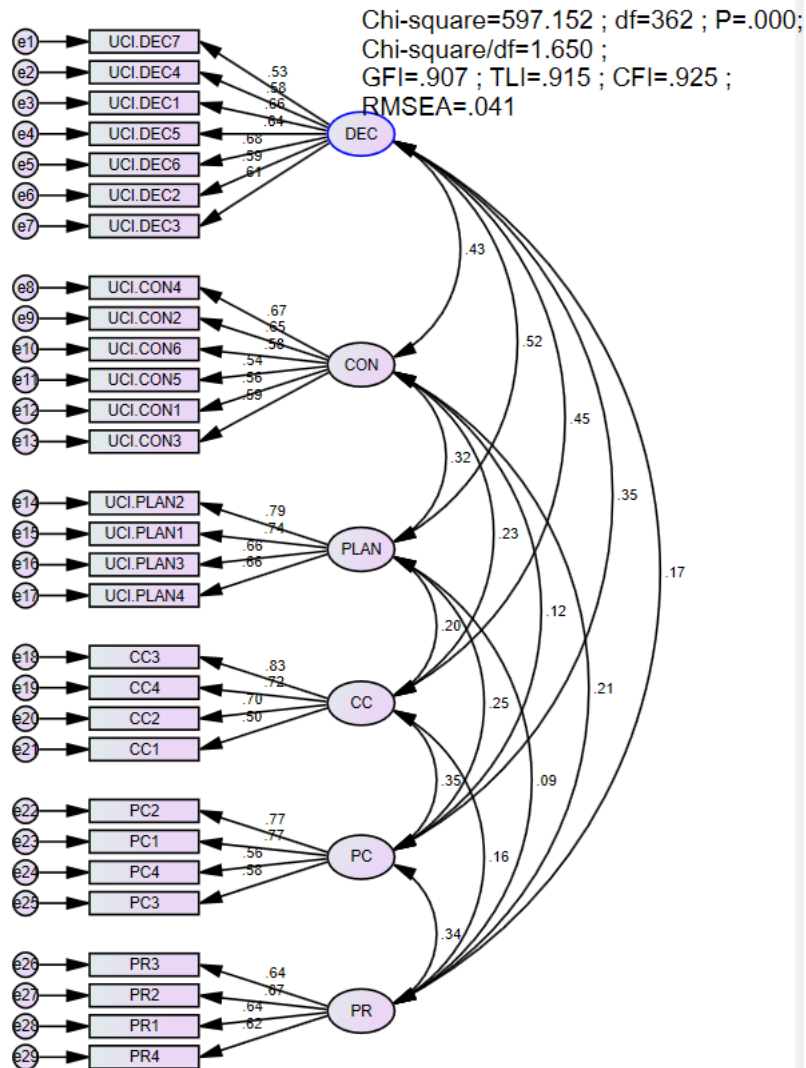 Chi-square=597.152 ; df=362 ; P=.000;
Chi-square/df=1.650 ;
GFI=.907 ; TLI=.915 ; CFI=.925 ;
RMSEA=.041
e1 UCI.DEC7
e2 UCI.DEC4
e3 UCI.DEC1
e4 UCI.DEC5
e5 UCI.DEC6
e6 UCI.DEC2
e7 UCI.DEC3
.53
.58
.66
.64
.68
.59
.61
DEC
e8 UCI.CON4
e9 UCI.CON2
e10 UCI.CON6
e11 UCI.CON5
e12 UCI.CON1
e13 UCI.CON3
.67
.65
.58
.54
.56
.59
CON
e14 UCI.PLAN2
e15 UCI.PLAN1
e16 UCI.PLAN3
e17 UCI.PLAN4
.79
.74
.66
.66
PLAN
e18 CC3
e19 CC4
e20 CC2
e21 CC1
.83
.72
.70
.50
CC
e22 PC2
e23 PC1
e24 PC4
e25 PC3
.77
.77
.56
.58
PC
e26 PR3
e27 PR2
e28 PR1
e29 PR4
.64
.67
.64
.62
PR
.43
.52
.45
.35
.32
.23
.17
.12
.20
.21
.25
.35
.09
.16
.34